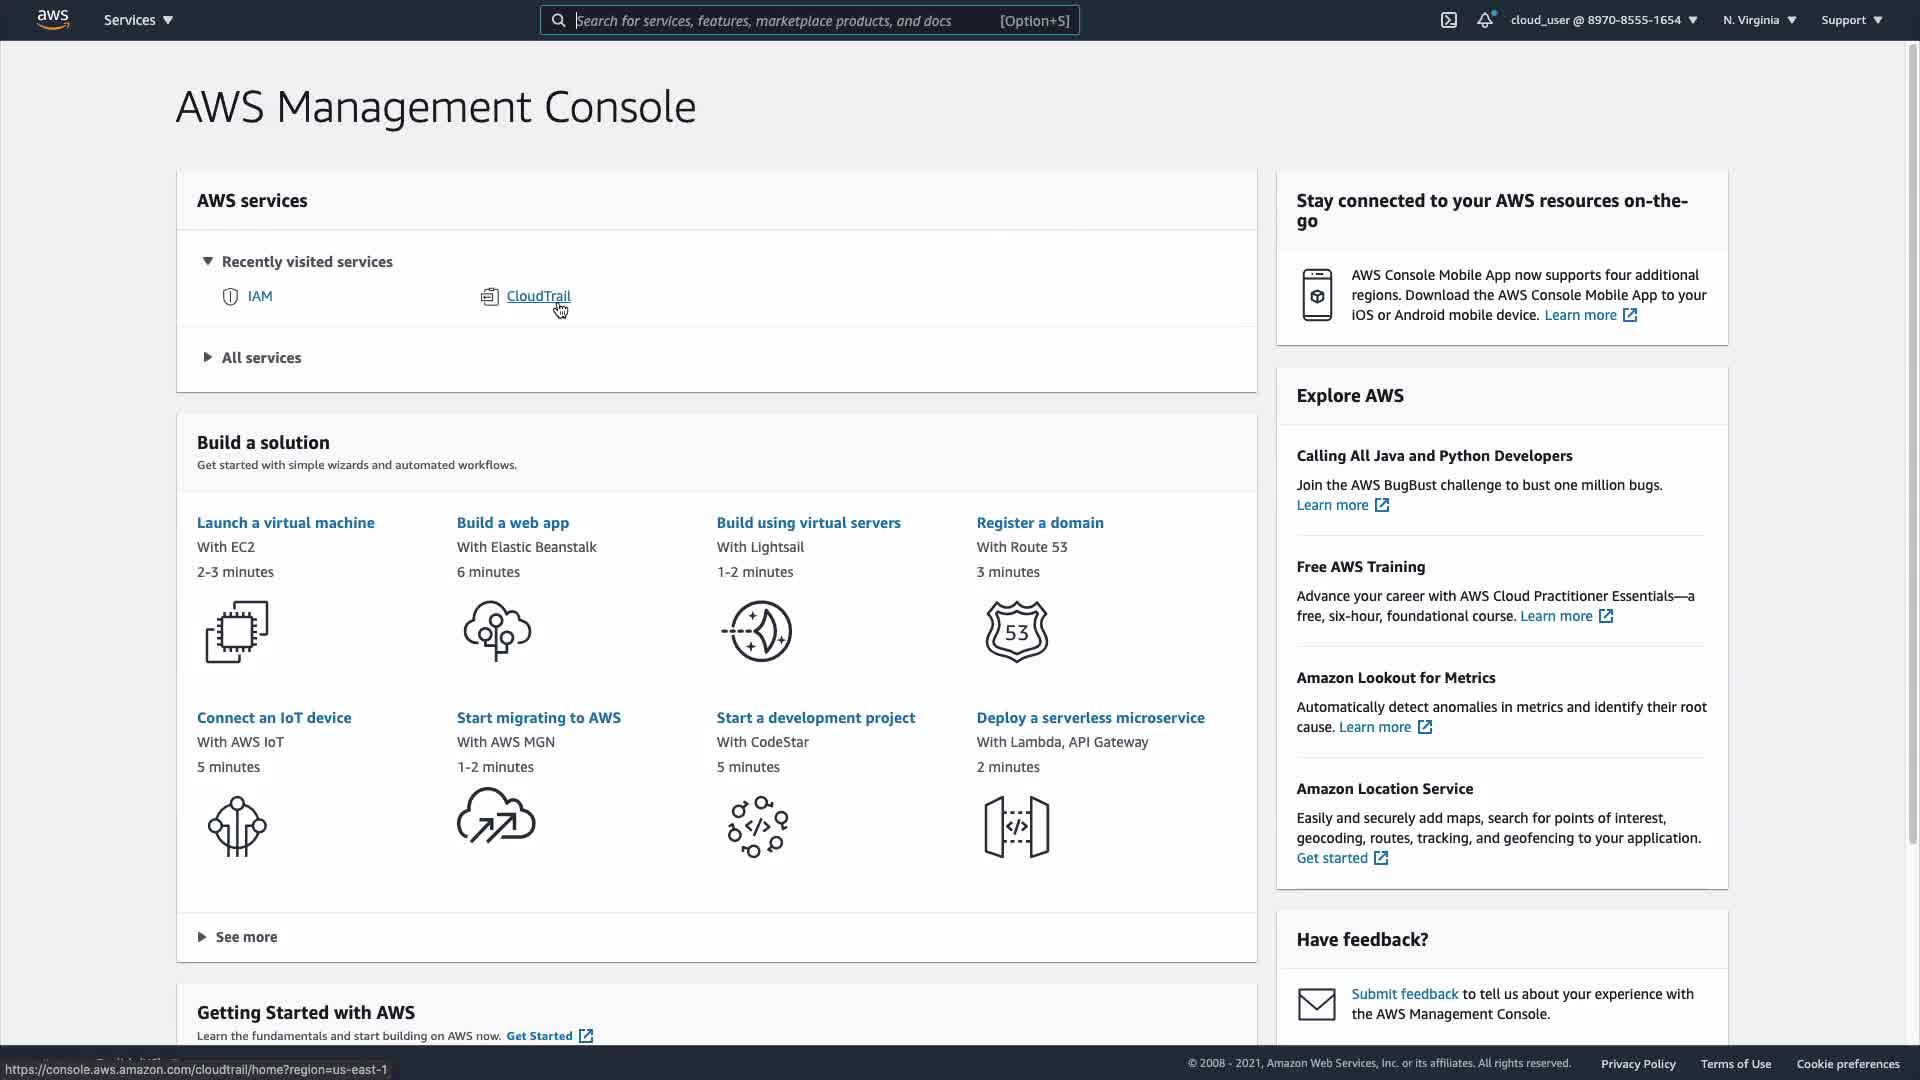 aws
Services
Search for services, features, marketplace products, and docs [Option+S]
cloud_user @ 8970-8555-1654
N. Virginia
Support
AWS Management Console
AWS services
Recently visited services
IAM
CloudTrail
All services
Build a solution
Get started with simple wizards and automated workflows.
Launch a virtual machine
With EC2
2-3 minutes
Build a web app
With Elastic Beanstalk
6 minutes
Build using virtual servers
With Lightsail
1-2 minutes
Register a domain
With Route 53
3 minutes
53
Connect an IoT device
With AWS IoT
5 minutes
Start migrating to AWS
With AWS MGN
1-2 minutes
Start a development project
With CodeStar
5 minutes
</>
Deploy a serverless microservice
With Lambda, API Gateway
2 minutes
</>
See more
Getting Started with AWS
Learn the fundamentals and start building on AWS now. Get Started
Stay connected to your AWS resources on-the-
go
AWS Console Mobile App now supports four additional
regions. Download the AWS Console Mobile App to your
iOS or Android mobile device. Learn more
Explore AWS
Calling All Java and Python Developers
Join the AWS BugBust challenge to bust one million bugs.
Learn more
Free AWS Training
Advance your career with AWS Cloud Practitioner Essentials—a
free, six-hour, foundational course. Learn more
Amazon Lookout for Metrics
Automatically detect anomalies in metrics and identify their root
cause. Learn more
Amazon Location Service
Easily and securely add maps, search for points of interest,
geocoding, routes, tracking, and geofencing to your application.
Get started
Have feedback?
Submit feedback to tell us about your experience with
the AWS Management Console.
https://console.aws.amazon.com/cloudtrail/home?region=us-east-1
© 2008 - 2021, Amazon Web Services, Inc. or its affiliates. All rights reserved.
Privacy Policy
Terms of Use
Cookie preferences